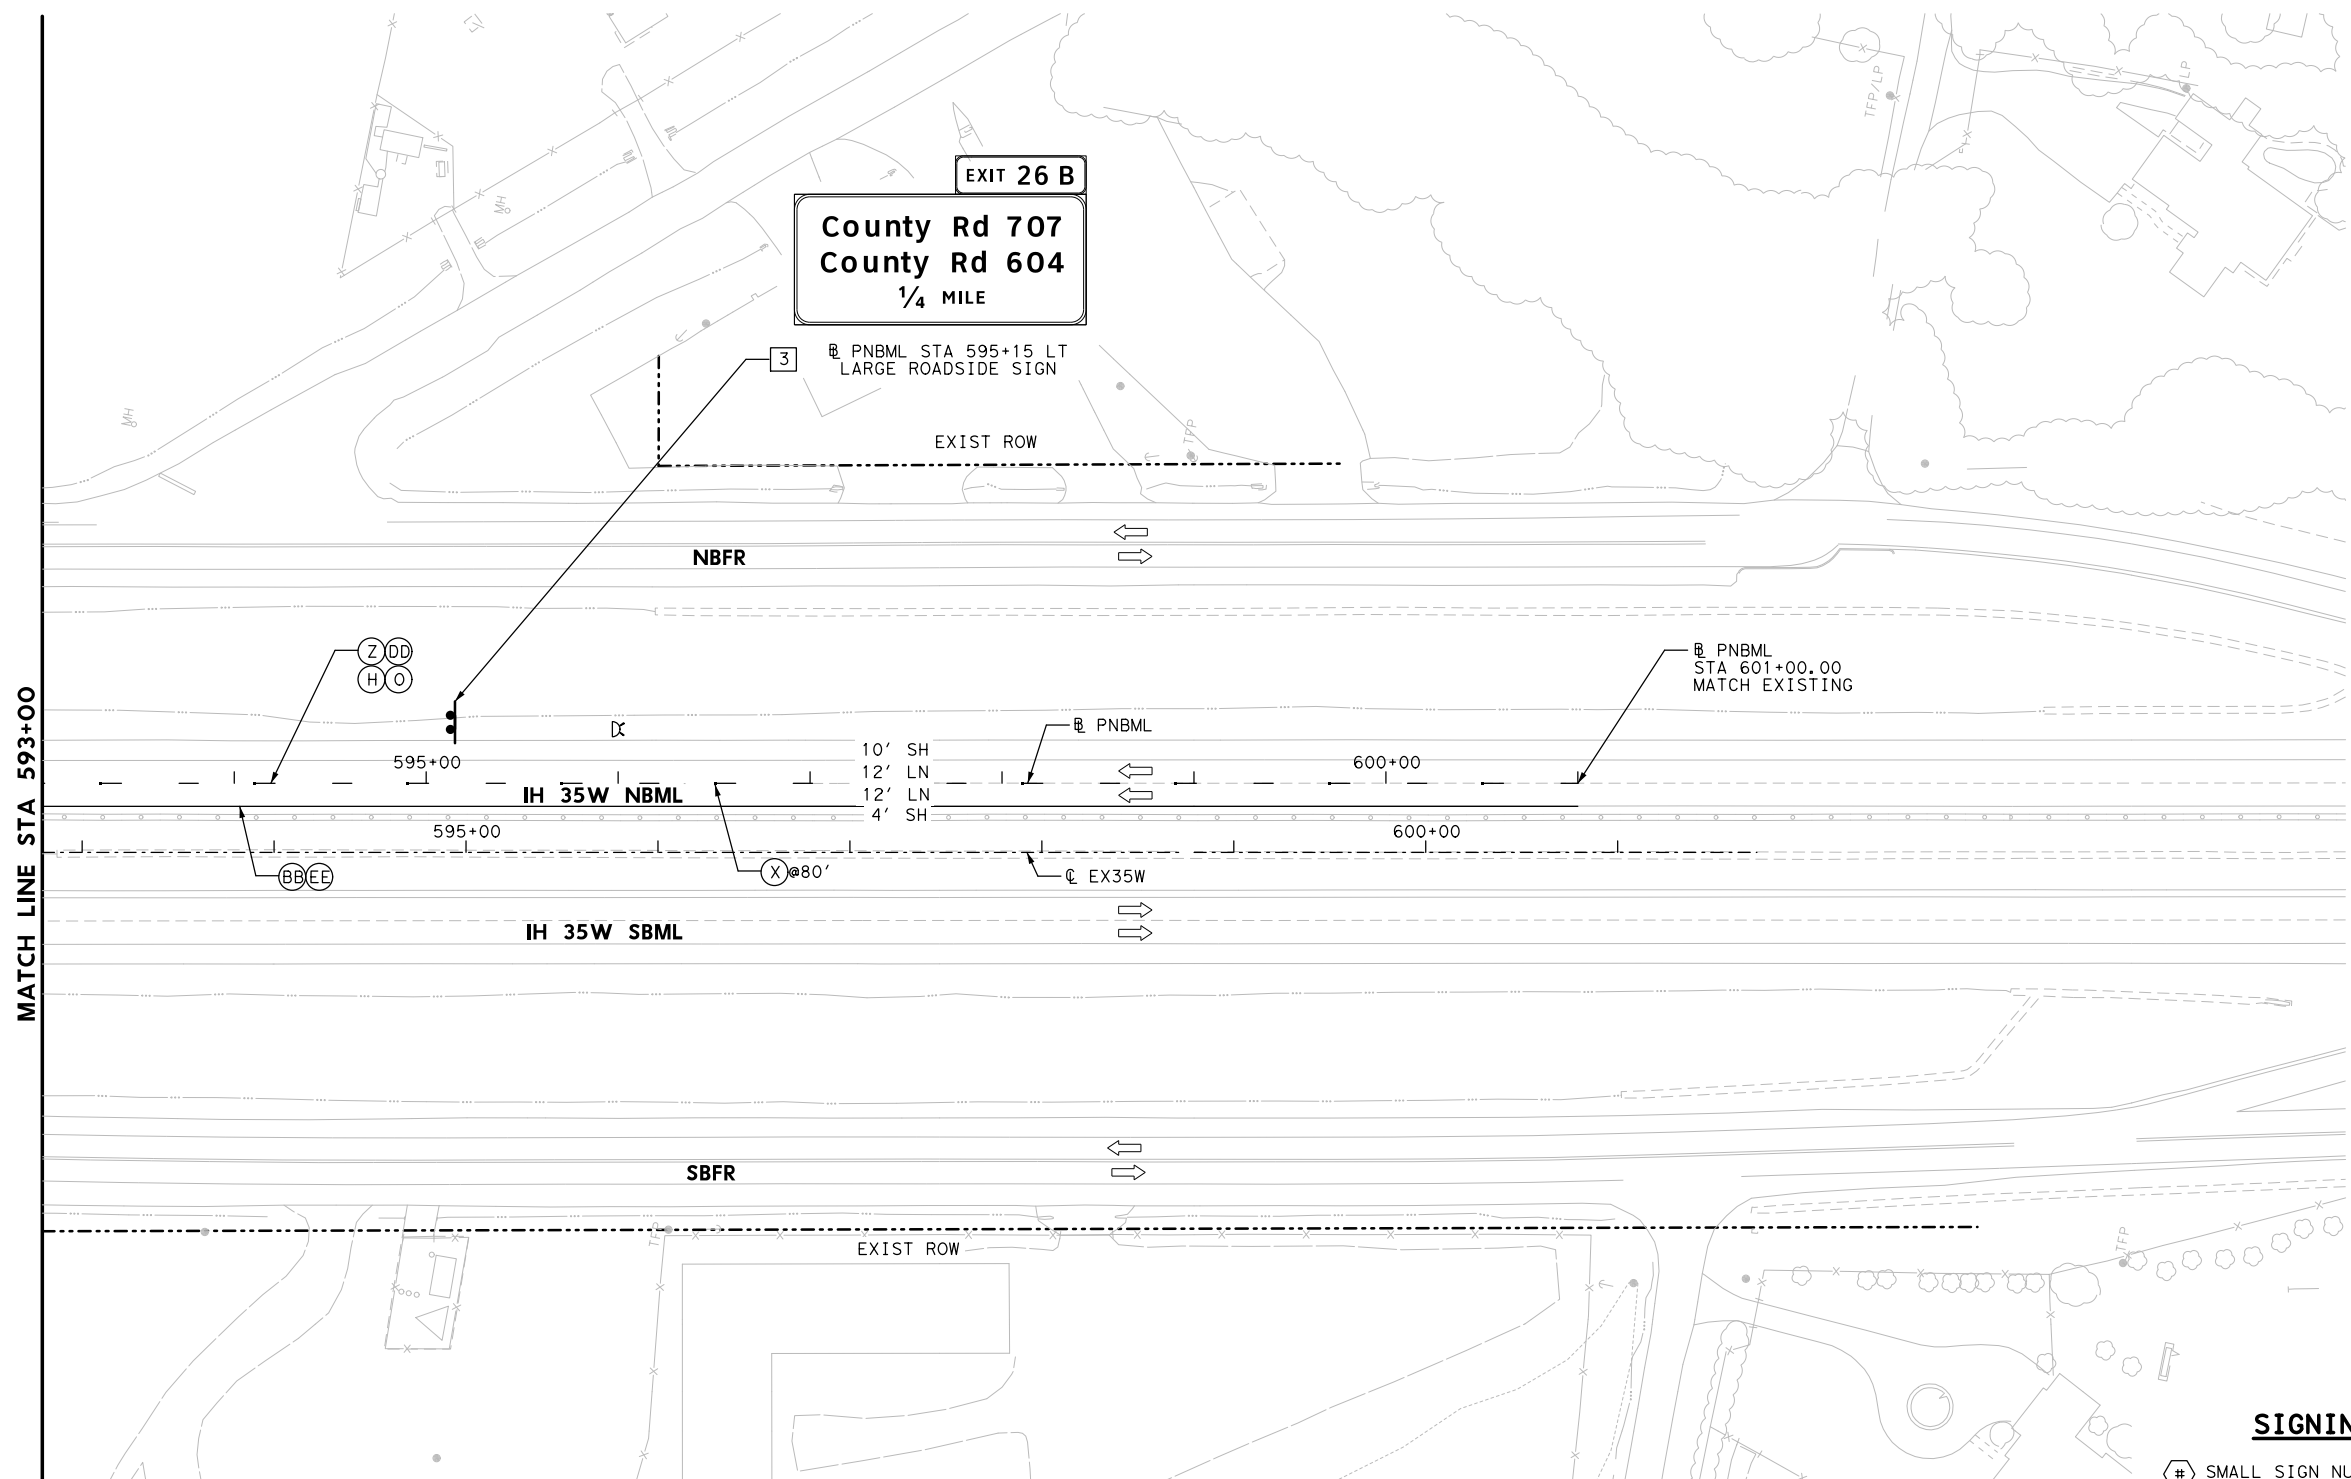 EXIT 26 B
County Rd 707
County Rd 604
1/4 MILE
3
℄ PNBML STA 595+15 LT
LARGE ROADSIDE SIGN
TFP/LP
LP
MH
MH
TFP
EXIST ROW
NBFR
Z DD
H O
℄ PNBML
STA 601+00.00
MATCH EXISTING
℄ PNBML
MATCH LINE STA 593+00
595+00
600+00
10' SH
12' LN
12' LN
4' SH
IH 35W NBML
595+00
600+00
BB EE
X @80'
℄ EX35W
IH 35W SBML
SBFR
EXIST ROW
TFP
# SMALL SIGN